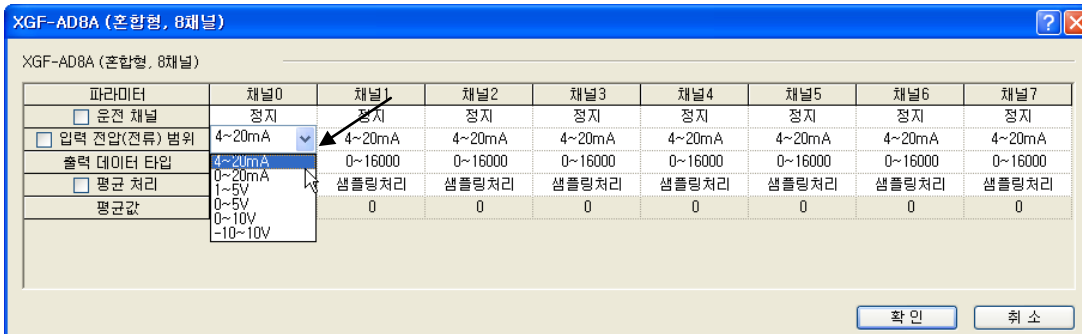 XGF-AD8A (혼합형, 8채널)
XGF-AD8A (혼합형, 8채널)
파라미터 채널0 채널1 채널2 채널3 채널4 채널5 채널6 채널7
운전 채널 정지 정지 정지 정지 정지 정지 정지 정지
입력 전압(전류) 범위 4~20mA 4~20mA 4~20mA 4~20mA 4~20mA 4~20mA 4~20mA 4~20mA
출력 데이터 타입 4~20mA 0~16000 0~16000 0~16000 0~16000 0~16000 0~16000 0~16000
0~20mA
평균 처리 1~5V 샘플링처리 샘플링처리 샘플링처리 샘플링처리 샘플링처리 샘플링처리 샘플링처리
0~5V
평균값 0 0 0 0 0 0 0
0~10V
-10~10V
확인 취소